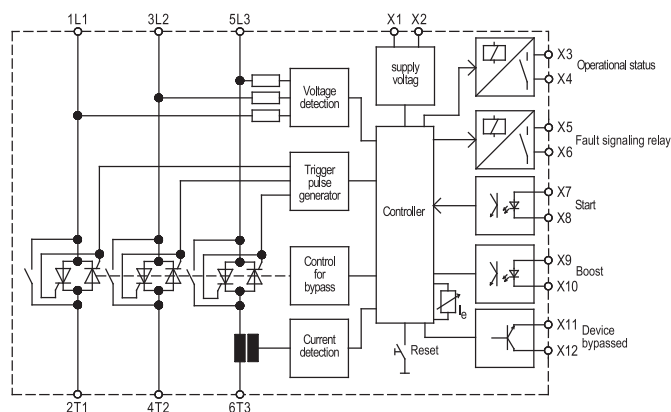 1L1
3L2
5L3
X1
X2
supply
voltag
X3
X4
Operational status
Voltage
detection
X5
X6
Fault signaling relay
Trigger
pulse
generator
Controller
X7
X8
Start
Control
for
bypass
X9
X10
Boost
Ie
Current
detection
Reset
X11
X12
Device
bypassed
2T1
4T2
6T3